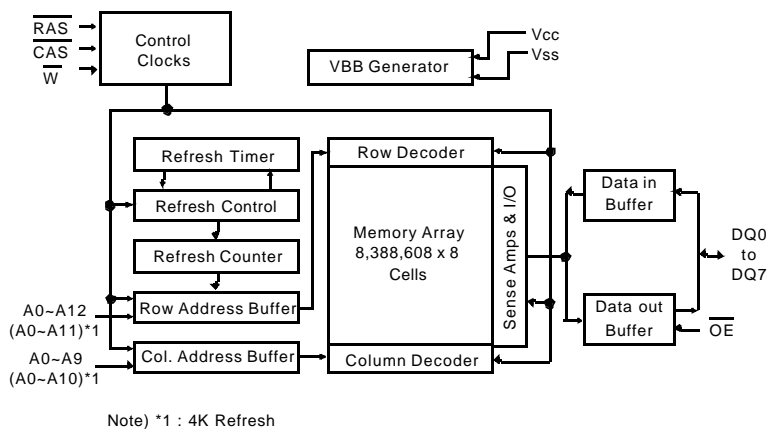 RAS
CAS
W
Control
Clocks
VBB Generator
Vcc
Vss
Refresh Timer
Refresh Control
Refresh Counter
Row Address Buffer
Col. Address Buffer
A0~A12
(A0~A11)*1
A0~A9
(A0~A10)*1
Row Decoder
Memory Array
8,388,608 x 8
Cells
Column Decoder
Sense Amps & I/O
Data in
Buffer
Data out
Buffer
DQ0
to
DQ7
OE
Note) *1 : 4K Refresh